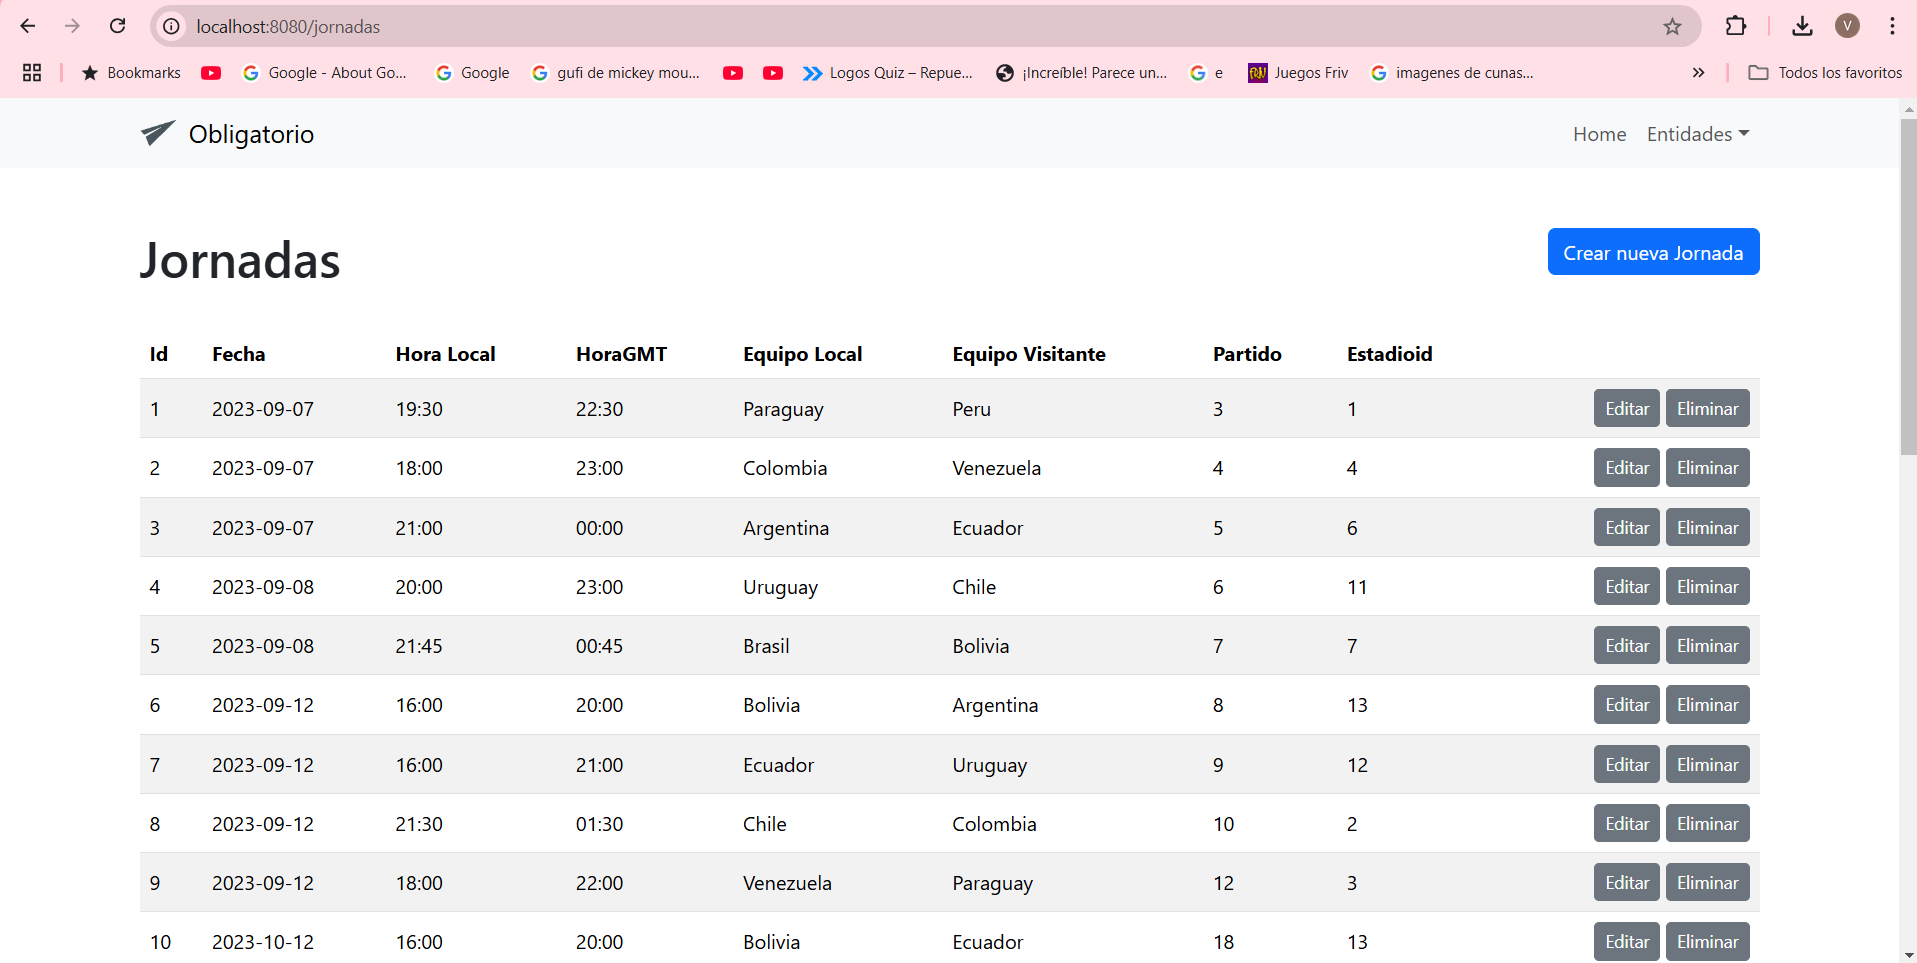 localhost:8080/jornadas
V
Bookmarks Google - About Go... Google gufi de mickey mou... Logos Quiz – Repue... ¡Increíble! Parece un... e Juegos Friv imagenes de cunas... Todos los favoritos
Obligatorio Home Entidades
Jornadas Crear nueva Jornada
Id Fecha Hora Local HoraGMT Equipo Local Equipo Visitante Partido Estadioid
1 2023-09-07 19:30 22:30 Paraguay Peru 3 1 Editar Eliminar
2 2023-09-07 18:00 23:00 Colombia Venezuela 4 4 Editar Eliminar
3 2023-09-07 21:00 00:00 Argentina Ecuador 5 6 Editar Eliminar
4 2023-09-08 20:00 23:00 Uruguay Chile 6 11 Editar Eliminar
5 2023-09-08 21:45 00:45 Brasil Bolivia 7 7 Editar Eliminar
6 2023-09-12 16:00 20:00 Bolivia Argentina 8 13 Editar Eliminar
7 2023-09-12 16:00 21:00 Ecuador Uruguay 9 12 Editar Eliminar
8 2023-09-12 21:30 01:30 Chile Colombia 10 2 Editar Eliminar
9 2023-09-12 18:00 22:00 Venezuela Paraguay 12 3 Editar Eliminar
10 2023-10-12 16:00 20:00 Bolivia Ecuador 18 13 Editar Eliminar